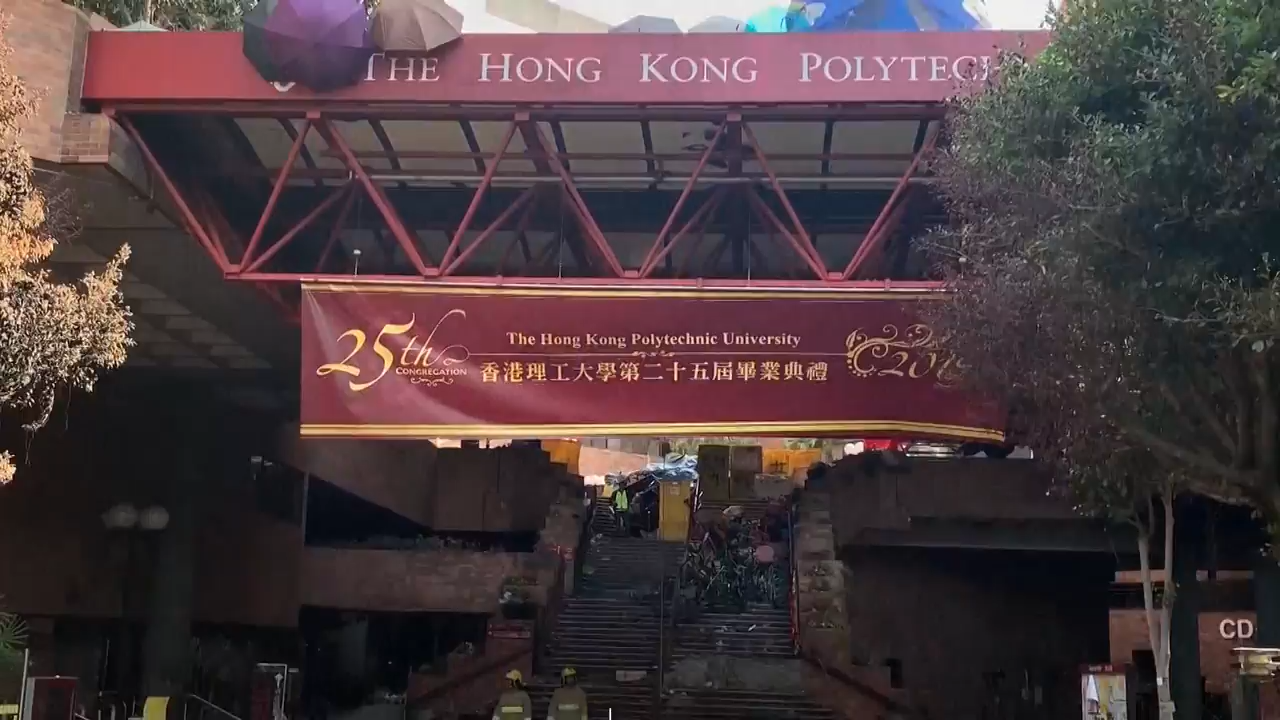 THE HONG KONG POLYTECH
25th
CONGREGATION
The Hong Kong Polytechnic University
香港理工大學第二十五屆畢業典禮
CD